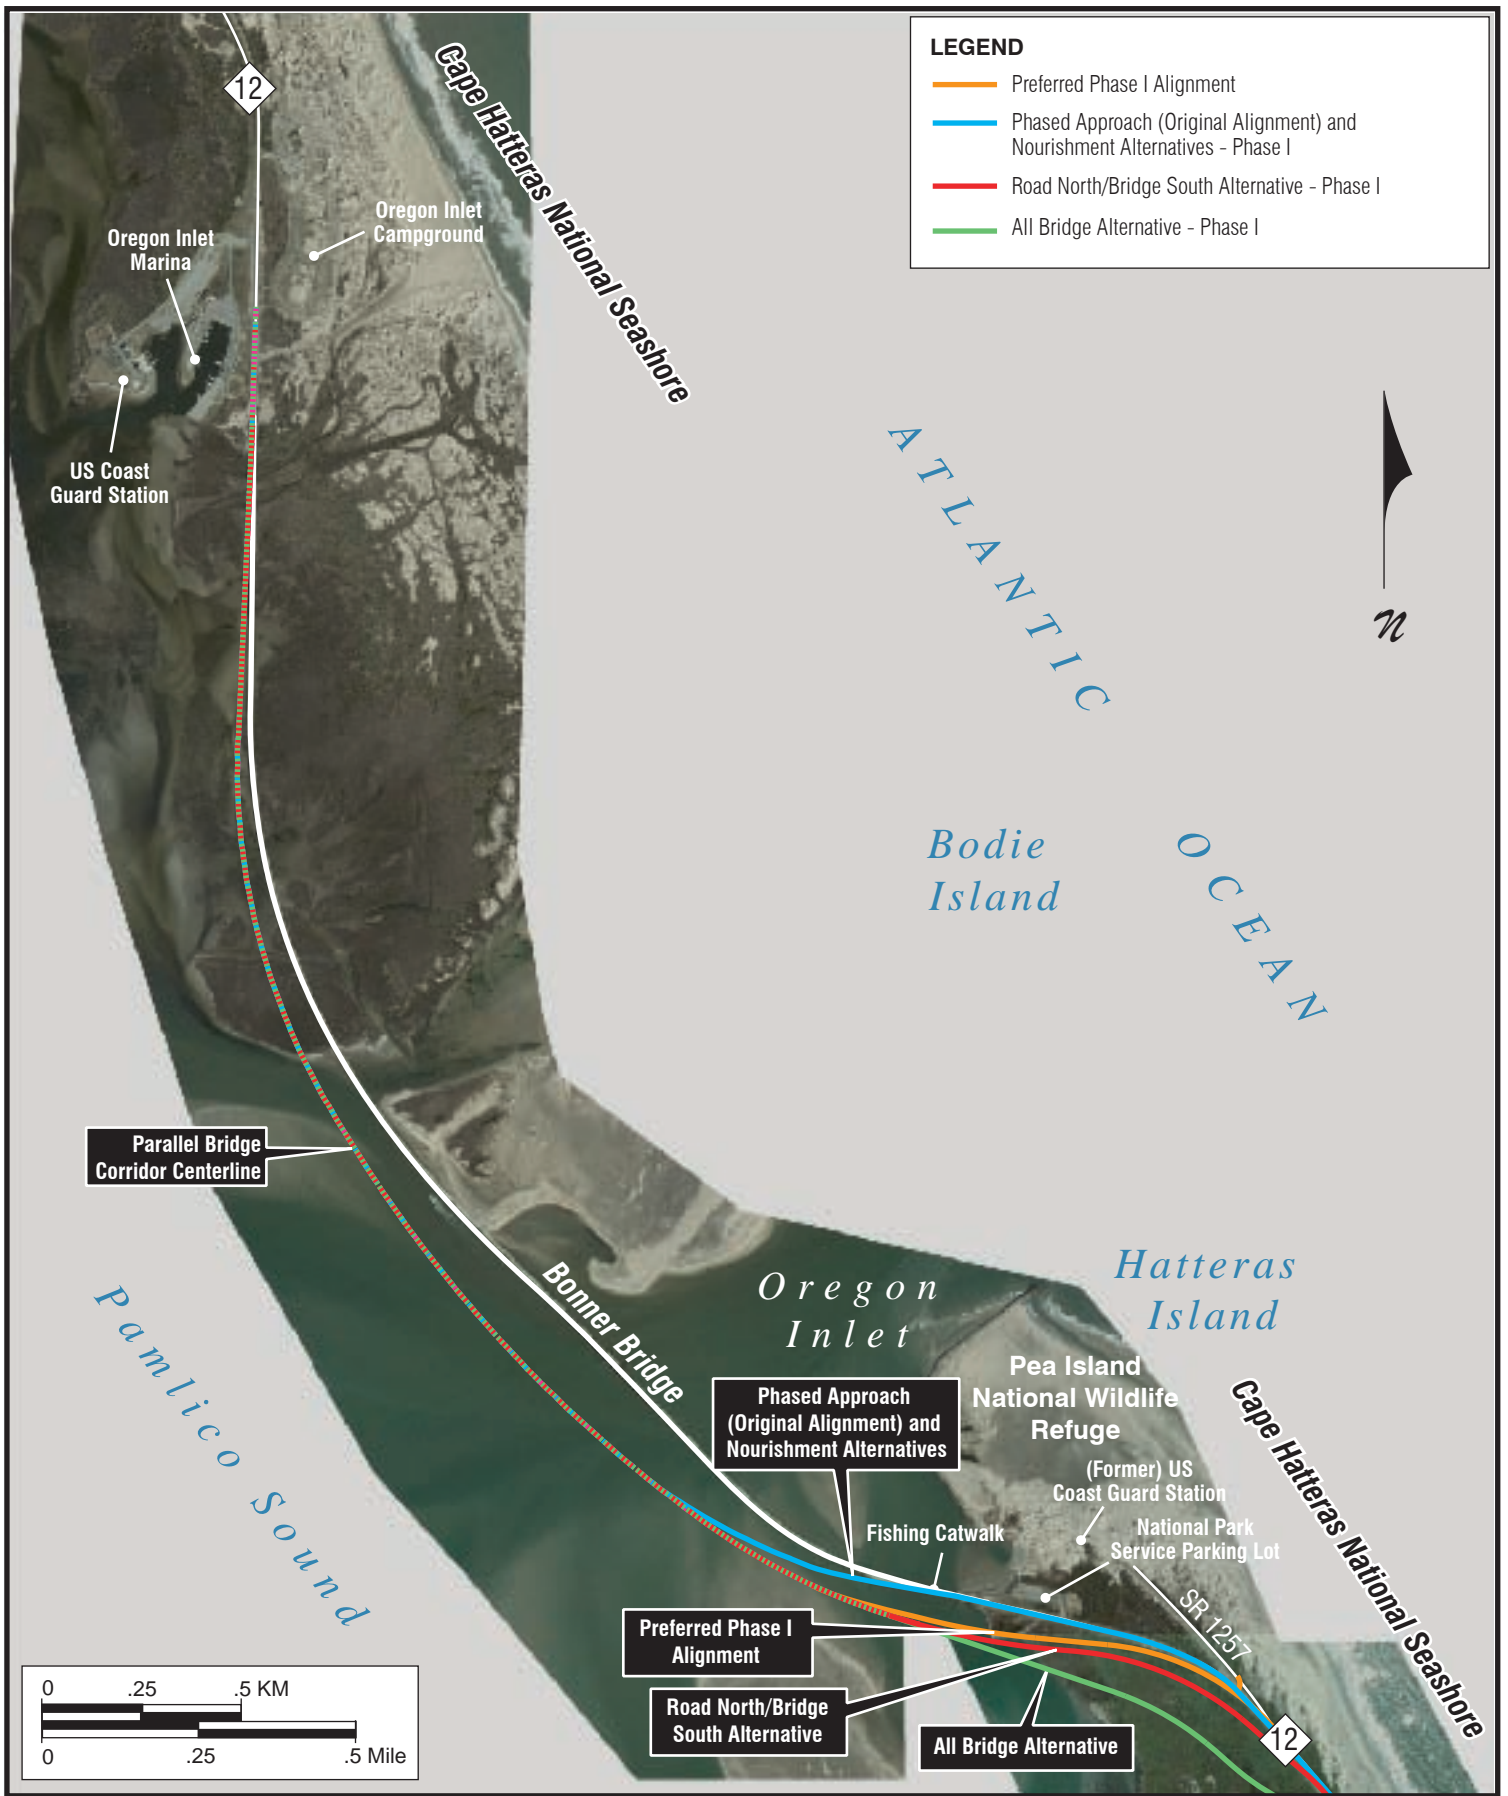 LEGEND
Preferred Phase I Alignment
Phased Approach (Original Alignment) and
Nourishment Alternatives - Phase I
Road North/Bridge South Alternative - Phase I
All Bridge Alternative - Phase I
12
Cape Hatteras National Seashore
Oregon Inlet
Campground
Oregon Inlet
Marina
US Coast
Guard Station
ATLANTIC
OCEAN
N
Bodie
Island
Parallel Bridge
Corridor Centerline
Pamlico Sound
Bonner Bridge
Oregon
Inlet
Hatteras
Island
Pea Island
National Wildlife
Refuge
Cape Hatteras National Seashore
Phased Approach
(Original Alignment) and
Nourishment Alternatives
(Former) US
Coast Guard Station
Fishing Catwalk
National Park
Service Parking Lot
SR 1257
Preferred Phase I
Alignment
Road North/Bridge
South Alternative
All Bridge Alternative
12
0 .25 .5 KM
0 .25 .5 Mile